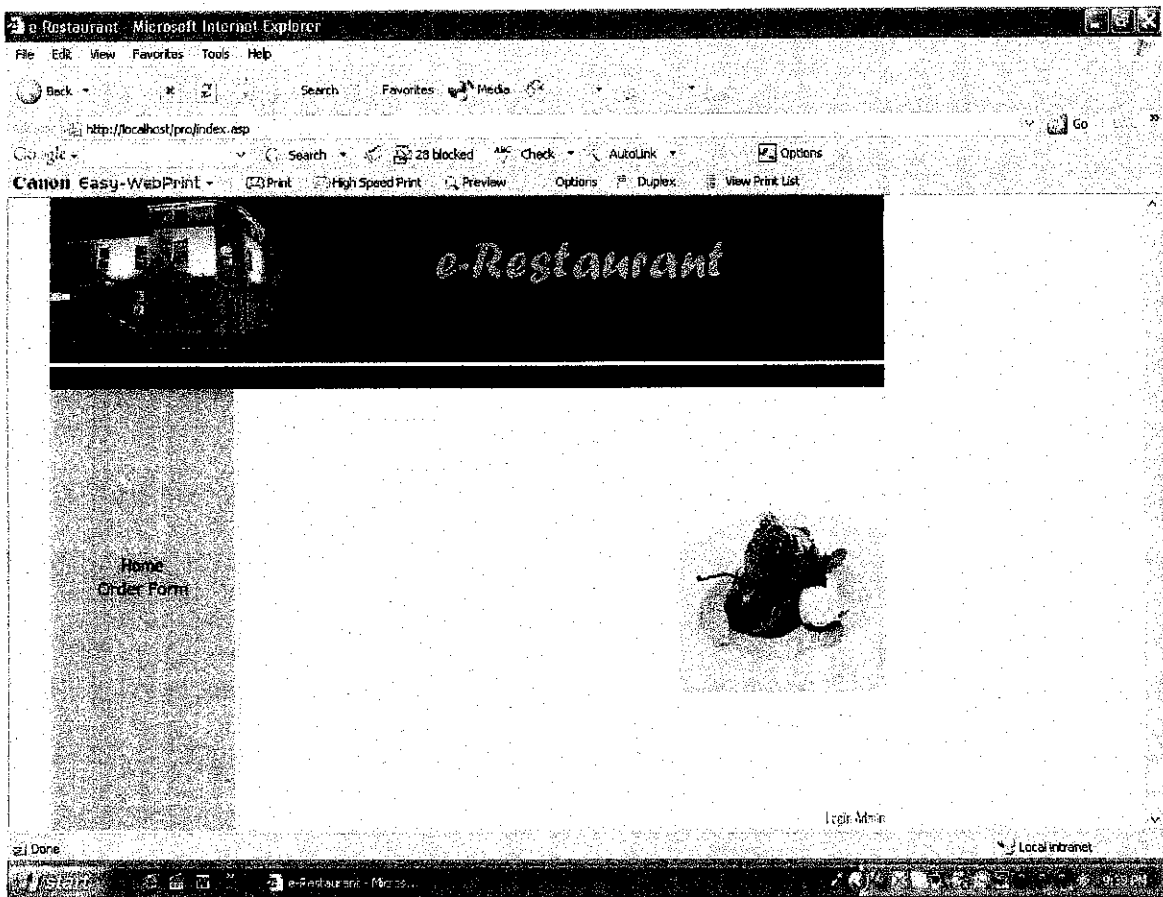 e-Restaurant - Microsoft Internet Explorer
File Edit View Favorites Tools Help
Back Search Favorites Media
http://localhost/pro/index.asp Go
Google Search 28 blocked ABC Check AutoLink Options
Canon Easy-WebPrint Print High Speed Print Preview Options Duplex View Print List
e-Restaurant
Home
Order Form
Login Admin
Done Local intranet
start e-Restaurant - Micros...